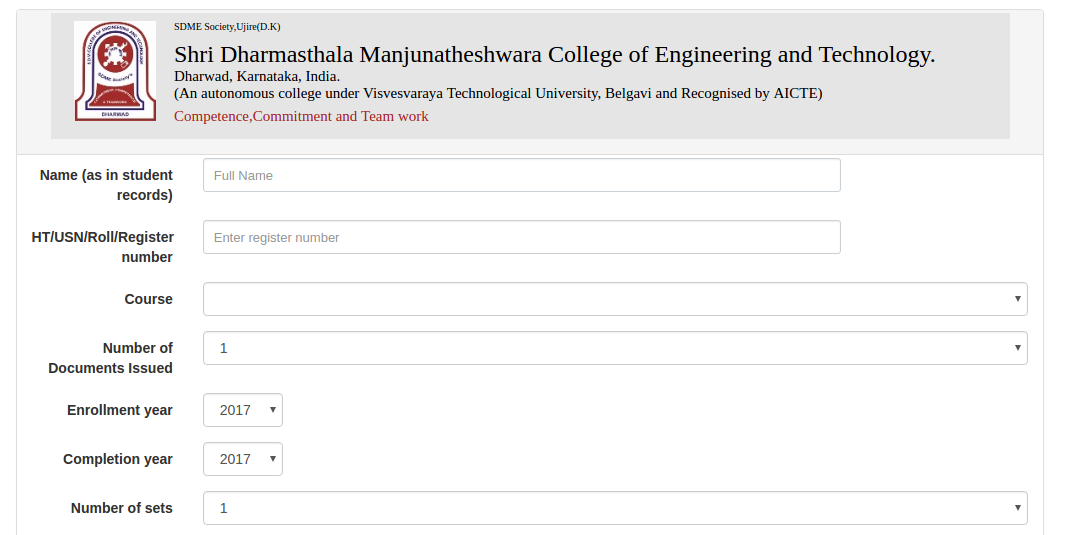 SDME Society,Ujire(D.K)
Shri Dharmasthala Manjunatheshwara College of Engineering and Technology.
Dharwad, Karnataka, India.
(An autonomous college under Visvesvaraya Technological University, Belgavi and Recognised by AICTE)
Competence,Commitment and Team work
SDME Society's
DHARWAD
Name (as in student
records)
Full Name
HT/USN/Roll/Register
number
Enter register number
Course
Number of
Documents Issued
1
Enrollment year
2017
Completion year
2017
Number of sets
1